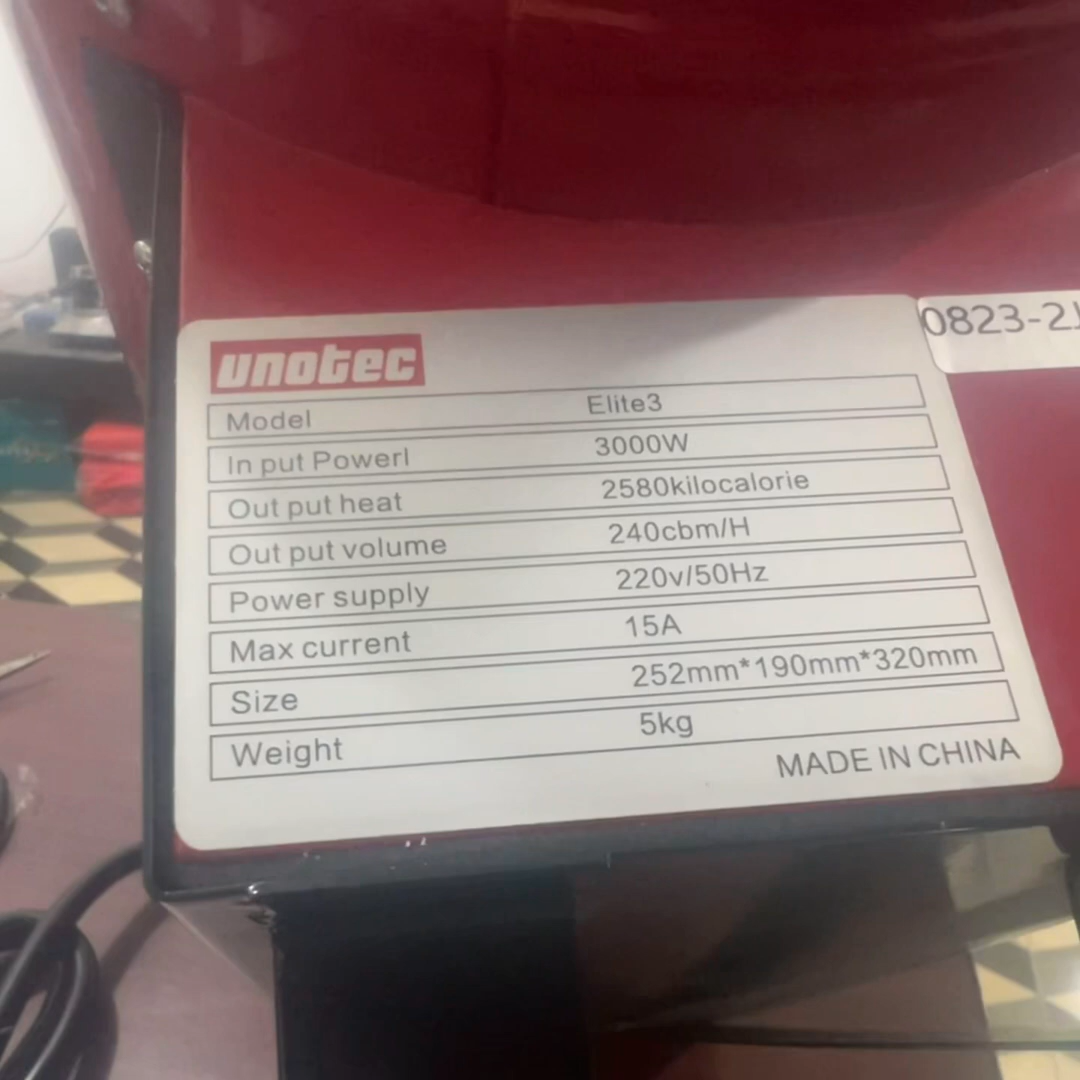 unotec
0823-2
Model Elite3
In put Powerl 3000W
Out put heat 2580kilocalorie
Out put volume 240cbm/H
Power supply 220v/50Hz
Max current 15A
Size 252mm*190mm*320mm
Weight 5kg
MADE IN CHINA